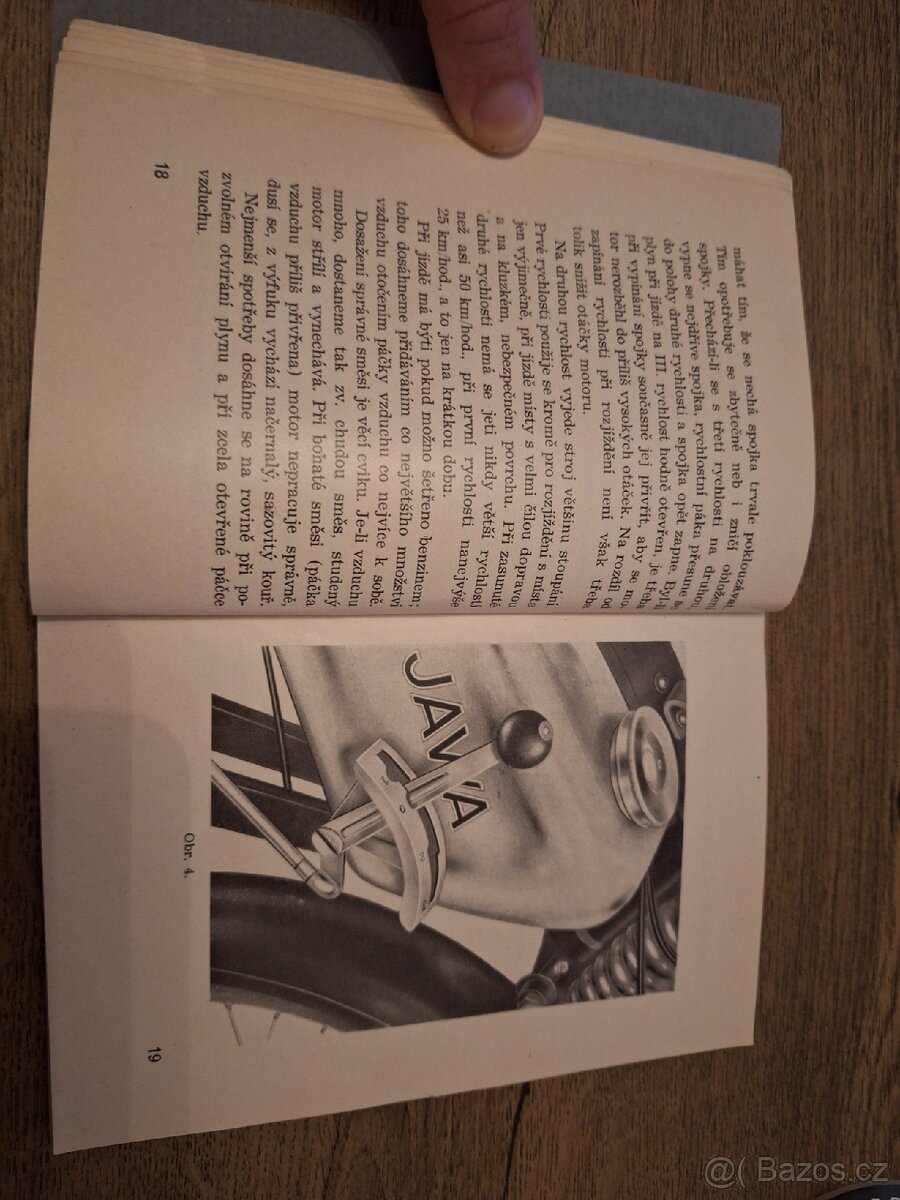 máhat tím, že se nechá spojka trvale poklouzávat.
Tím opotřebuje se zbytečně neb i zničí obložení
spojky. Přechází-li se s třetí rychlosti na druhou,
vypne se nejdříve spojka, rychlostní páka přesune se
do polohy druhé rychlosti a spojka opět zapne. Byl-li
plyn při jízdě na III. rychlost hodně otevřen, je třeba
při vypínání spojky současně jej přivřít, aby se mo-
tor nerozběhl do příliš vysokých otáček. Na rozdíl od
zapínání rychlosti při rozjíždění není však třeba
tolik snížit otáčky motoru.
Na druhou rychlost vyjede stroj většinu stoupání.
Prvé rychlosti použije se kromě pro rozjíždění s místa
jen výjimečně, při jízdě místy s velmi čilou dopravou
a na kluzkém, nebezpečném povrchu. Při zasunuté
druhé rychlosti nemá se jeti nikdy větší rychlostí
než asi 50 km/hod., při první rychlosti nanejvýše
25 km/hod., a to jen na krátkou dobu.
Při jízdě má býti pokud možno šetřeno benzinem;
toho dosáhneme přidáváním co největšího množství
vzduchu otočením páčky vzduchu co nejvíce k sobě.
Dosažení správné směsi je věcí cviku. Je-li vzduchu
mnoho, dostaneme tak zv. chudou směs, studený
motor střílí a vynechává. Při bohaté směsi (páčka
vzduchu příliš přivřena) motor nepracuje správně,
dusí se, z výfuku vychází načernalý, sazovitý kouř.
Nejmenší spotřeby dosáhne se na rovině při po-
zvolném otvírání plynu a při zcela otevřené páčce
vzduchu.
18
JAWA
1 0 2
Obr. 4.
19
@( Bazos.cz